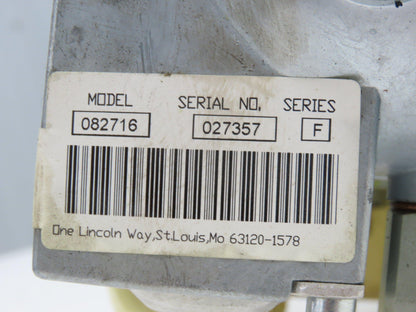 MODEL SERIAL NO. SERIES
082716 027357 F
One Lincoln Way,St.Louis,Mo 63120-1578